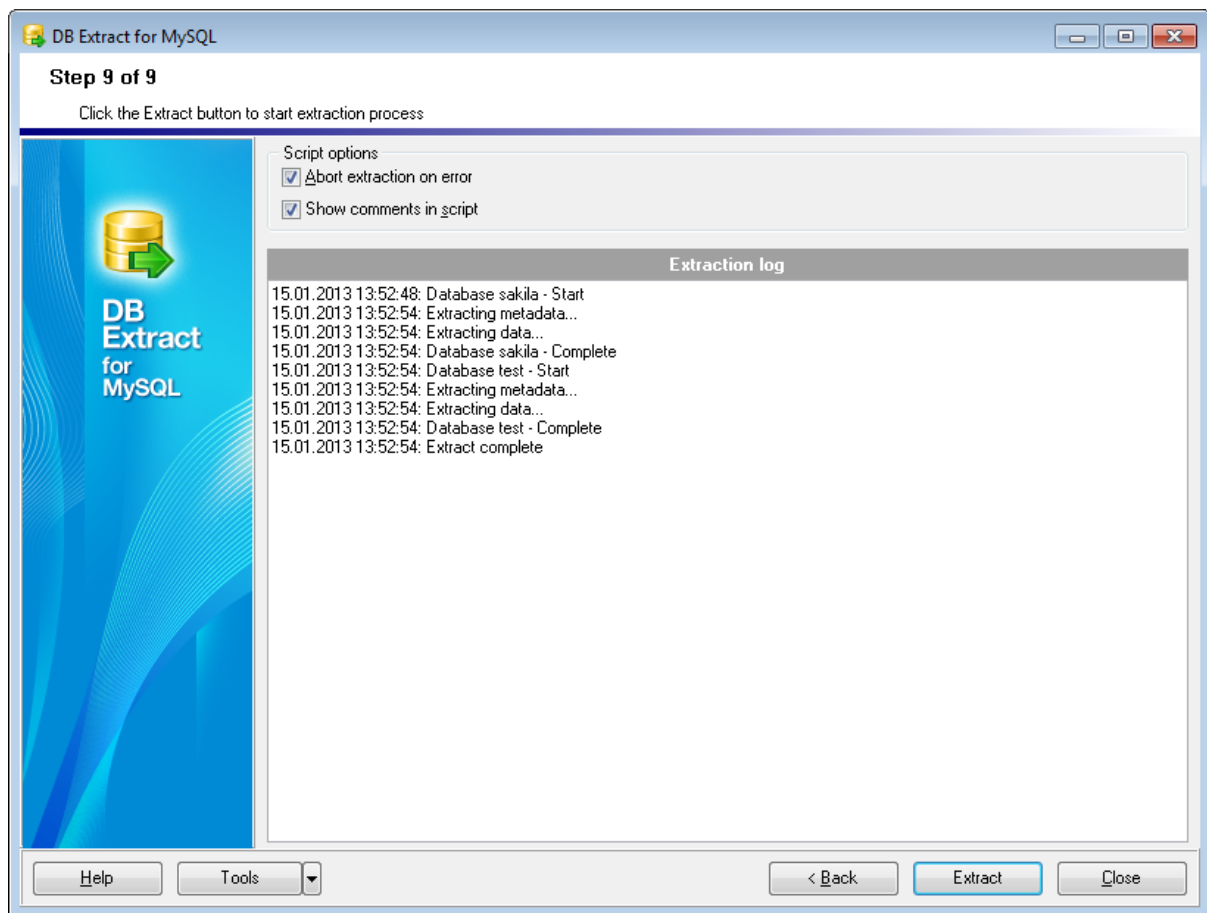 DB Extract for MySQL
Step 9 of 9
Click the Extract button to start extraction process
DB
Extract
for
MySQL
Script options
Abort extraction on error
Show comments in script
Extraction log
15.01.2013 13:52:48: Database sakila - Start
15.01.2013 13:52:54: Extracting metadata...
15.01.2013 13:52:54: Extracting data...
15.01.2013 13:52:54: Database sakila - Complete
15.01.2013 13:52:54: Database test - Start
15.01.2013 13:52:54: Extracting metadata...
15.01.2013 13:52:54: Extracting data...
15.01.2013 13:52:54: Database test - Complete
15.01.2013 13:52:54: Extract complete
Help Tools < Back Extract Close